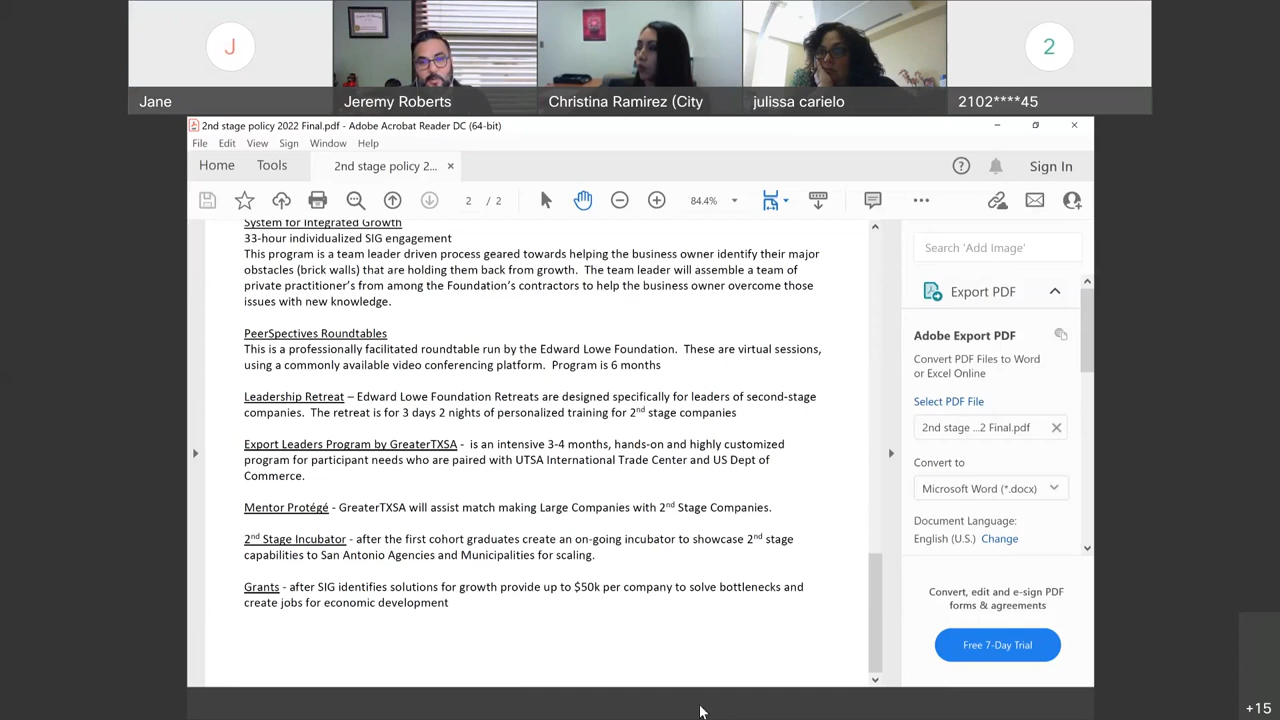 J
2
Jane
Jeremy Roberts
Christina Ramirez (City
julissa carielo
2102****45
2nd stage policy 2022 Final.pdf - Adobe Acrobat Reader DC (64-bit)
File Edit View Sign Window Help
Home Tools 2nd stage policy 2... Sign In
2 / 2 84.4%
System for Integrated Growth
33-hour individualized SIG engagement
This program is a team leader driven process geared towards helping the business owner identify their major
obstacles (brick walls) that are holding them back from growth. The team leader will assemble a team of
private practitioner's from among the Foundation's contractors to help the business owner overcome those
issues with new knowledge.
PeerSpectives Roundtables
This is a professionally facilitated roundtable run by the Edward Lowe Foundation. These are virtual sessions,
using a commonly available video conferencing platform. Program is 6 months
Leadership Retreat – Edward Lowe Foundation Retreats are designed specifically for leaders of second-stage
companies. The retreat is for 3 days 2 nights of personalized training for 2nd stage companies
Export Leaders Program by GreaterTXSA - is an intensive 3-4 months, hands-on and highly customized
program for participant needs who are paired with UTSA International Trade Center and US Dept of
Commerce.
Mentor Protégé - GreaterTXSA will assist match making Large Companies with 2nd Stage Companies.
2nd Stage Incubator - after the first cohort graduates create an on-going incubator to showcase 2nd stage
capabilities to San Antonio Agencies and Municipalities for scaling.
Grants - after SIG identifies solutions for growth provide up to $50k per company to solve bottlenecks and
create jobs for economic development
Search 'Add Image'
Export PDF
Adobe Export PDF
Convert PDF Files to Word
or Excel Online
Select PDF File
2nd stage ...2 Final.pdf
Convert to
Microsoft Word (*.docx)
Document Language:
English (U.S.) Change
Convert, edit and e-sign PDF
forms & agreements
Free 7-Day Trial
+15